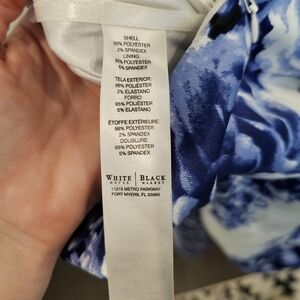 SHELL
98% POLYESTER
2% SPANDEX
LINING
95% POLYESTER
5% SPANDEX
TELA EXTERIOR:
98% POLIÉSTER
2% ELASTANO
FORRO
95% POLIÉSTER
5% ELASTANO
ÉTOFFE EXTÉRIEURE:
98% POLYESTER
2% SPANDEX
DOUBLURE:
95% POLYESTER
5% SPANDEX
WHITE | BLACK
HOUSE | MARKET
11215 METRO PARKWAY
FORT MYERS, FL 33966